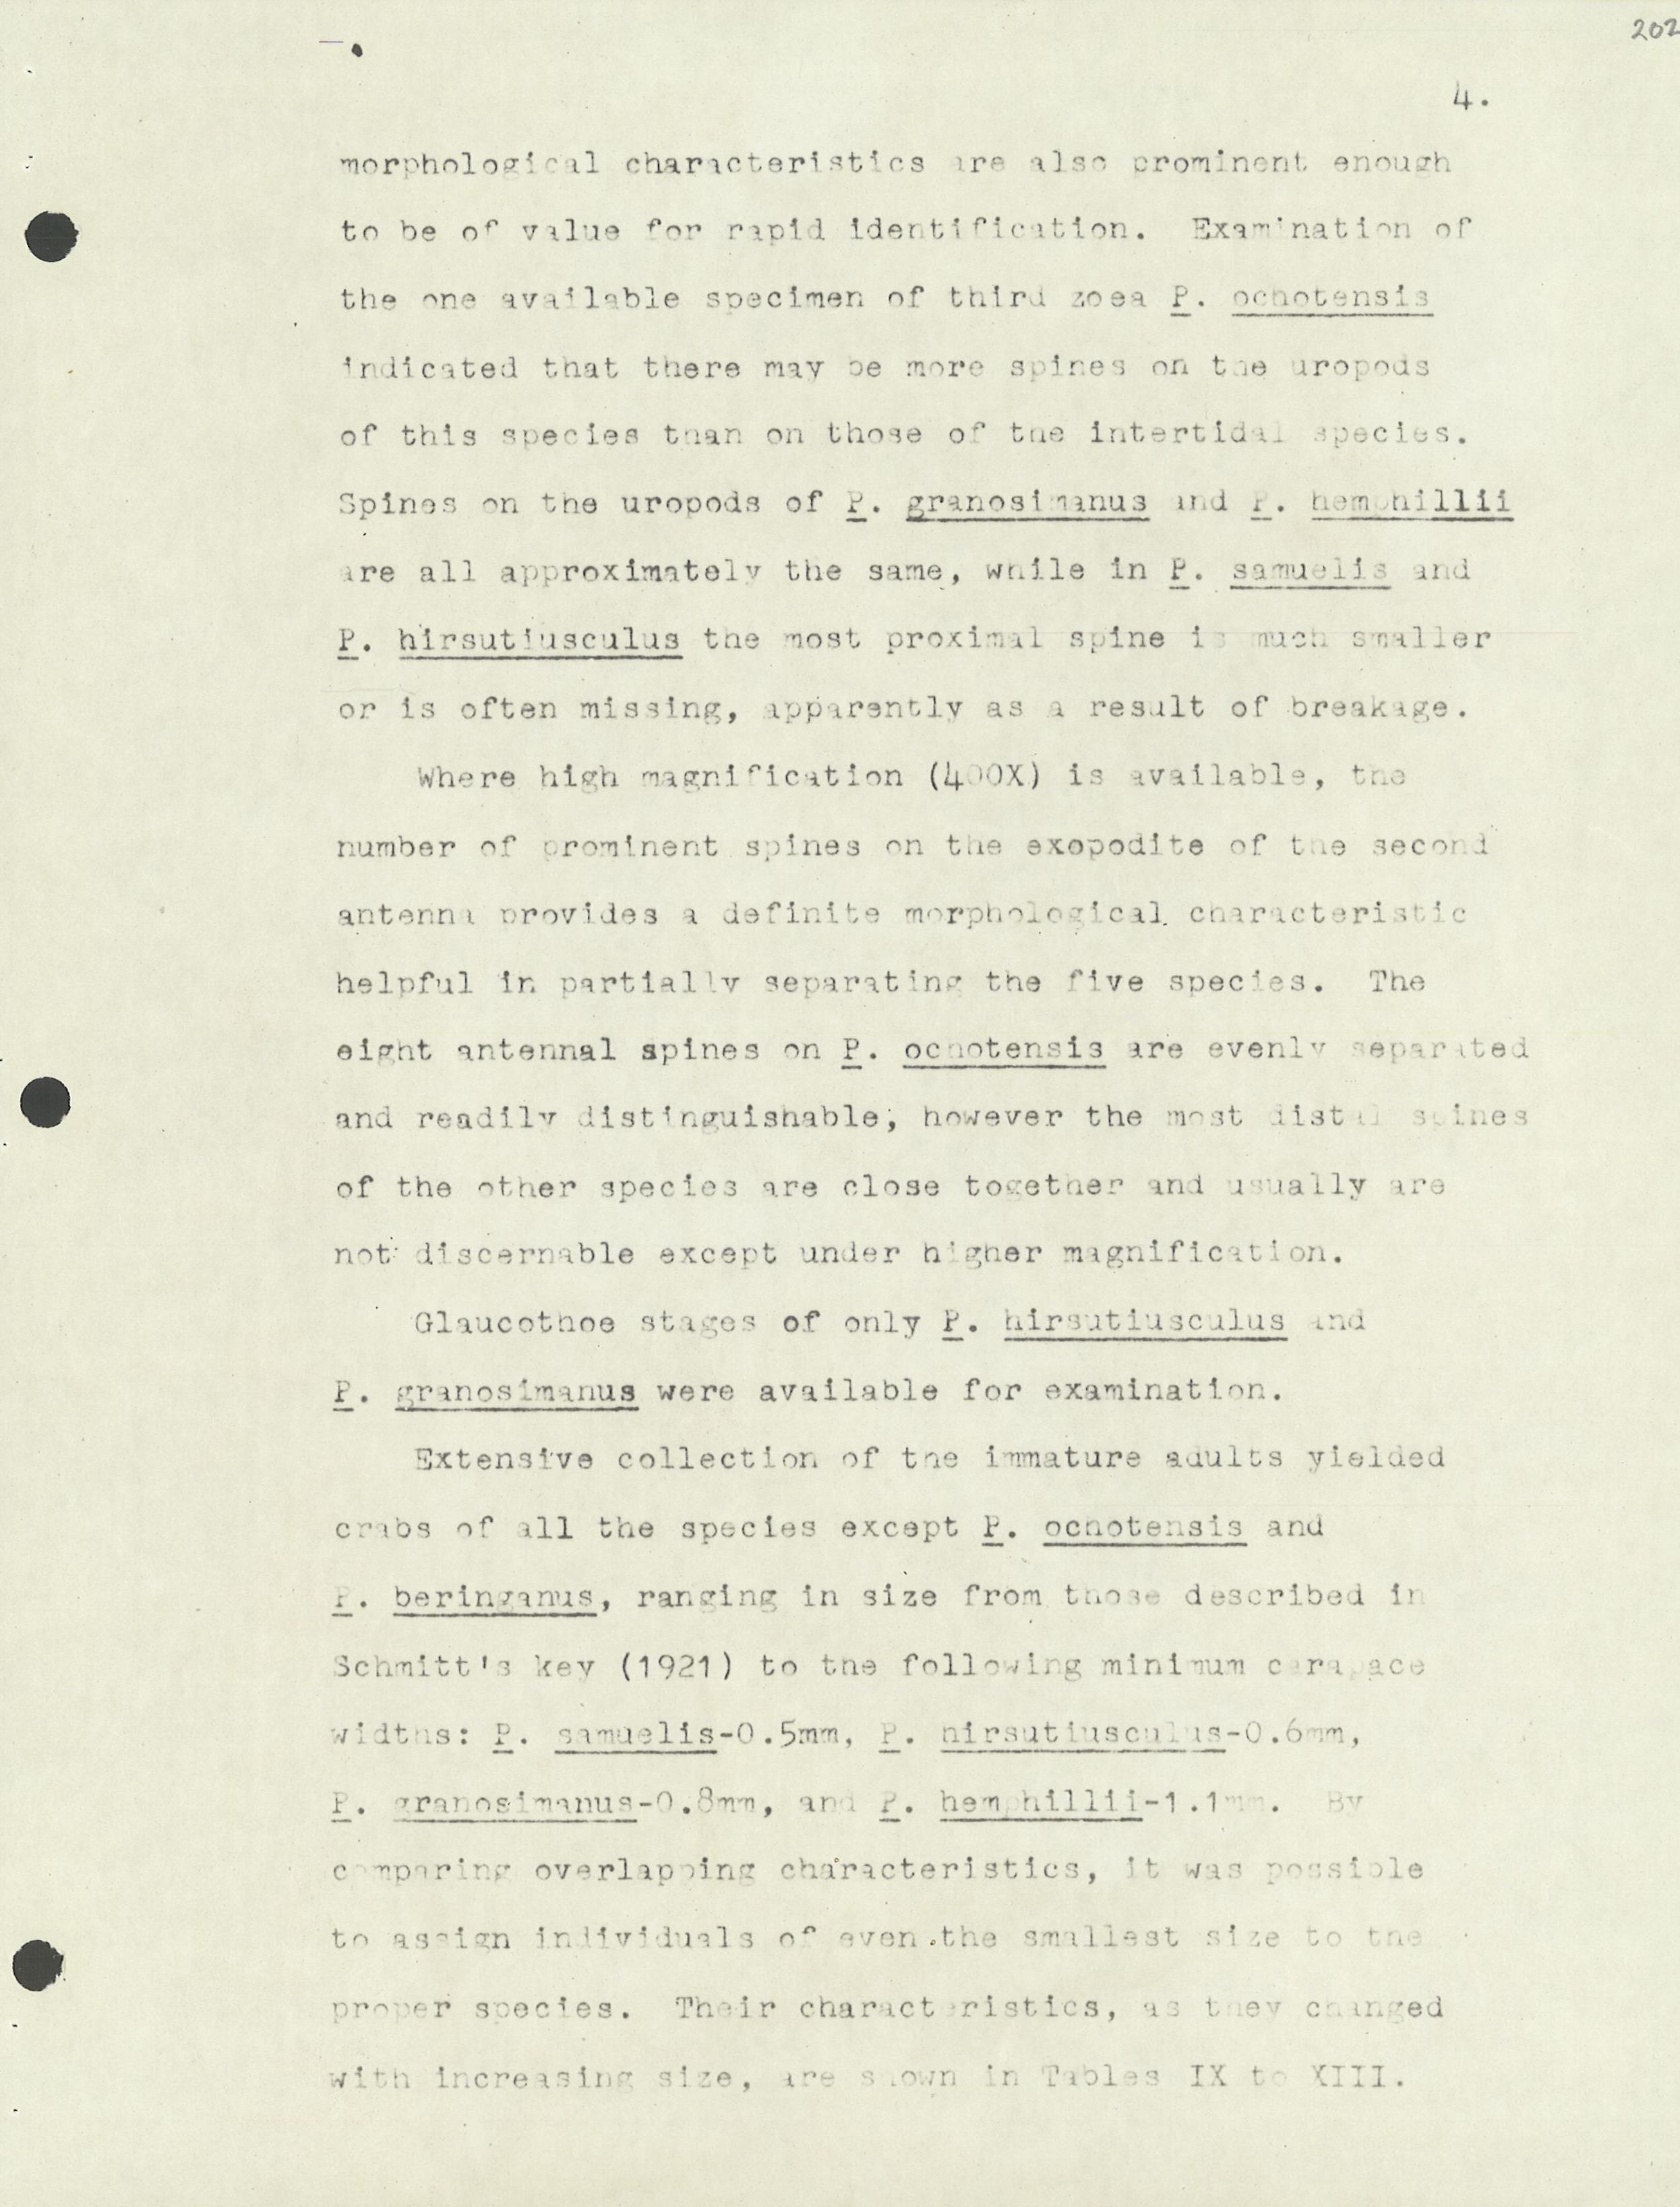 202
4.
morphological characteristics are also prominent enough
to be of value for rapid identification. Examination of
the one available specimen of third zoea P. ochotensis
indicated that there may be more spines on the uropods
of this species than on those of the intertidal species.
Spines on the uropods of P. granosimanus and P. hemphillii
are all approximately the same, while in P. samuelis and
P. hirsutiusculus the most proximal spine is much smaller
or is often missing, apparently as a result of breakage.
Where high magnification (400X) is available, the
number of prominent spines on the exopodite of the second
antenna provides a definite morphological characteristic
helpful in partially separating the five species. The
eight antennal spines on P. ochotensis are evenly separated
and readily distinguishable; however the most distal spines
of the other species are close together and usually are
not discernable except under higher magnification.
Glaucothoe stages of only P. hirsutiusculus and
P. granosimanus were available for examination.
Extensive collection of the immature adults yielded
crabs of all the species except P. ochotensis and
P. beringanus, ranging in size from those described in
Schmitt's key (1921) to the following minimum carapace
widths: P. samuelis-0.5mm, P. hirsutiusculus-0.6mm,
P. granosimanus-0.8mm, and P. hemphillii-1.1mm. By
comparing overlapping characteristics, it was possible
to assign individuals of even the smallest size to the
proper species. Their characteristics, as they changed
with increasing size, are shown in Tables IX to XIII.